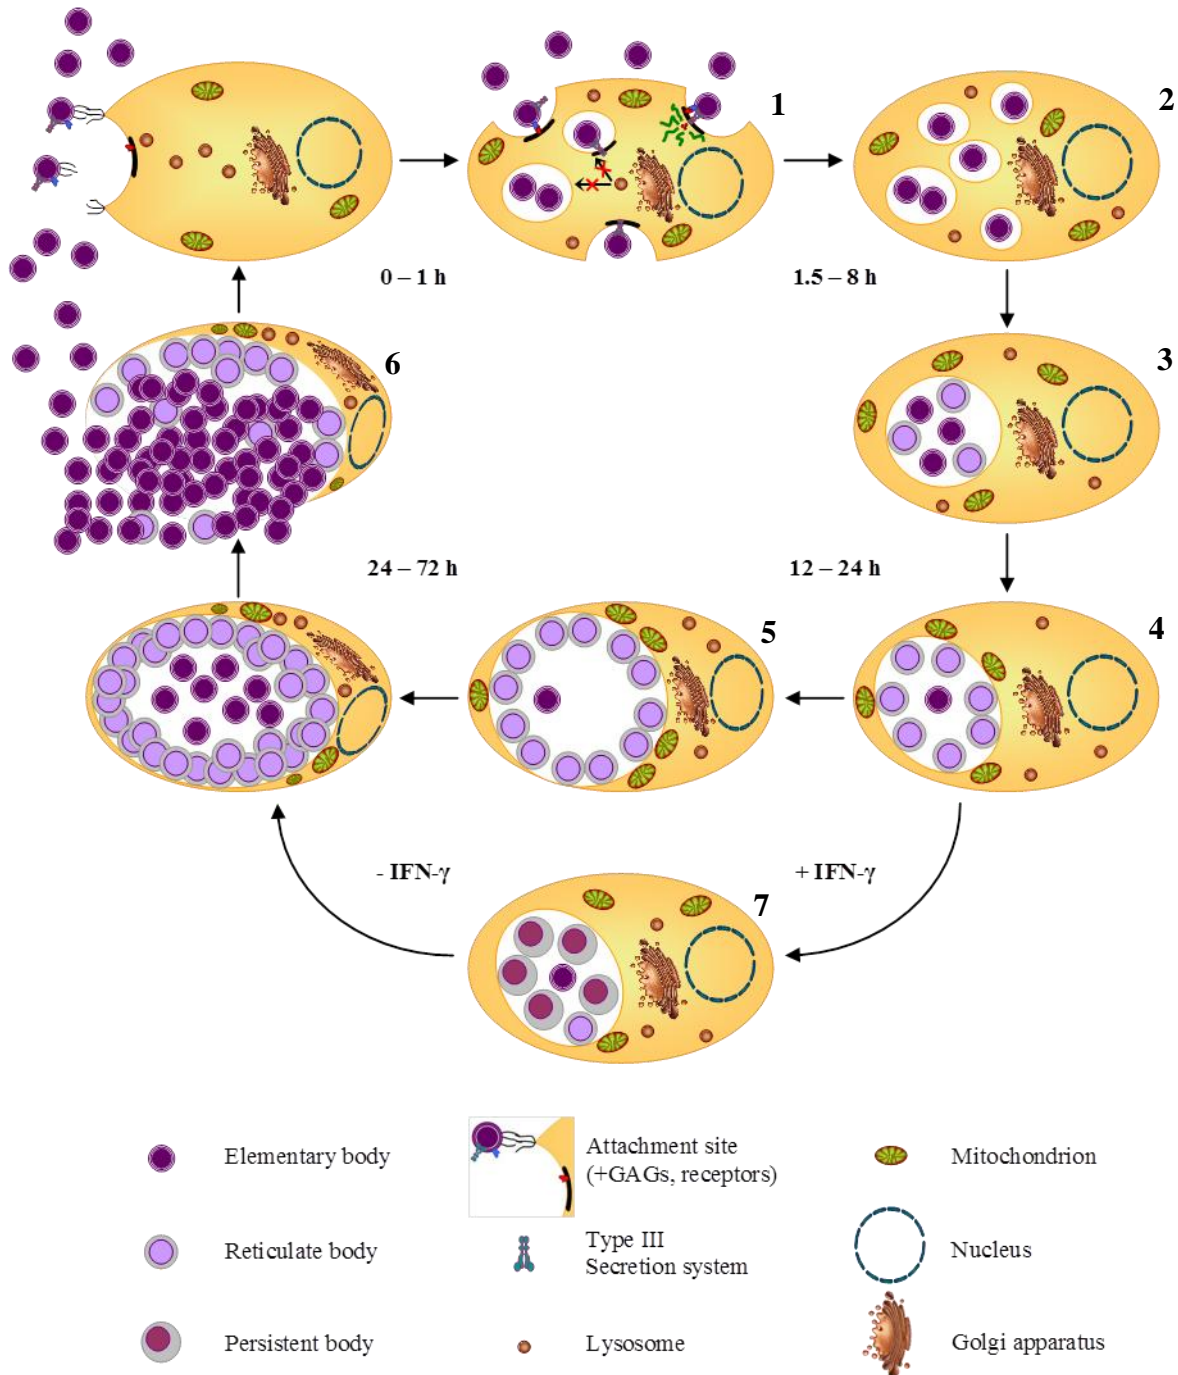 1
2
0 – 1 h
1.5 – 8 h
6
3
24 – 72 h
12 – 24 h
5
4
- IFN-γ
+ IFN-γ
7
Elementary body
Attachment site
(+GAGs, receptors)
Mitochondrion
Reticulate body
Type III
Secretion system
Nucleus
Persistent body
Lysosome
Golgi apparatus